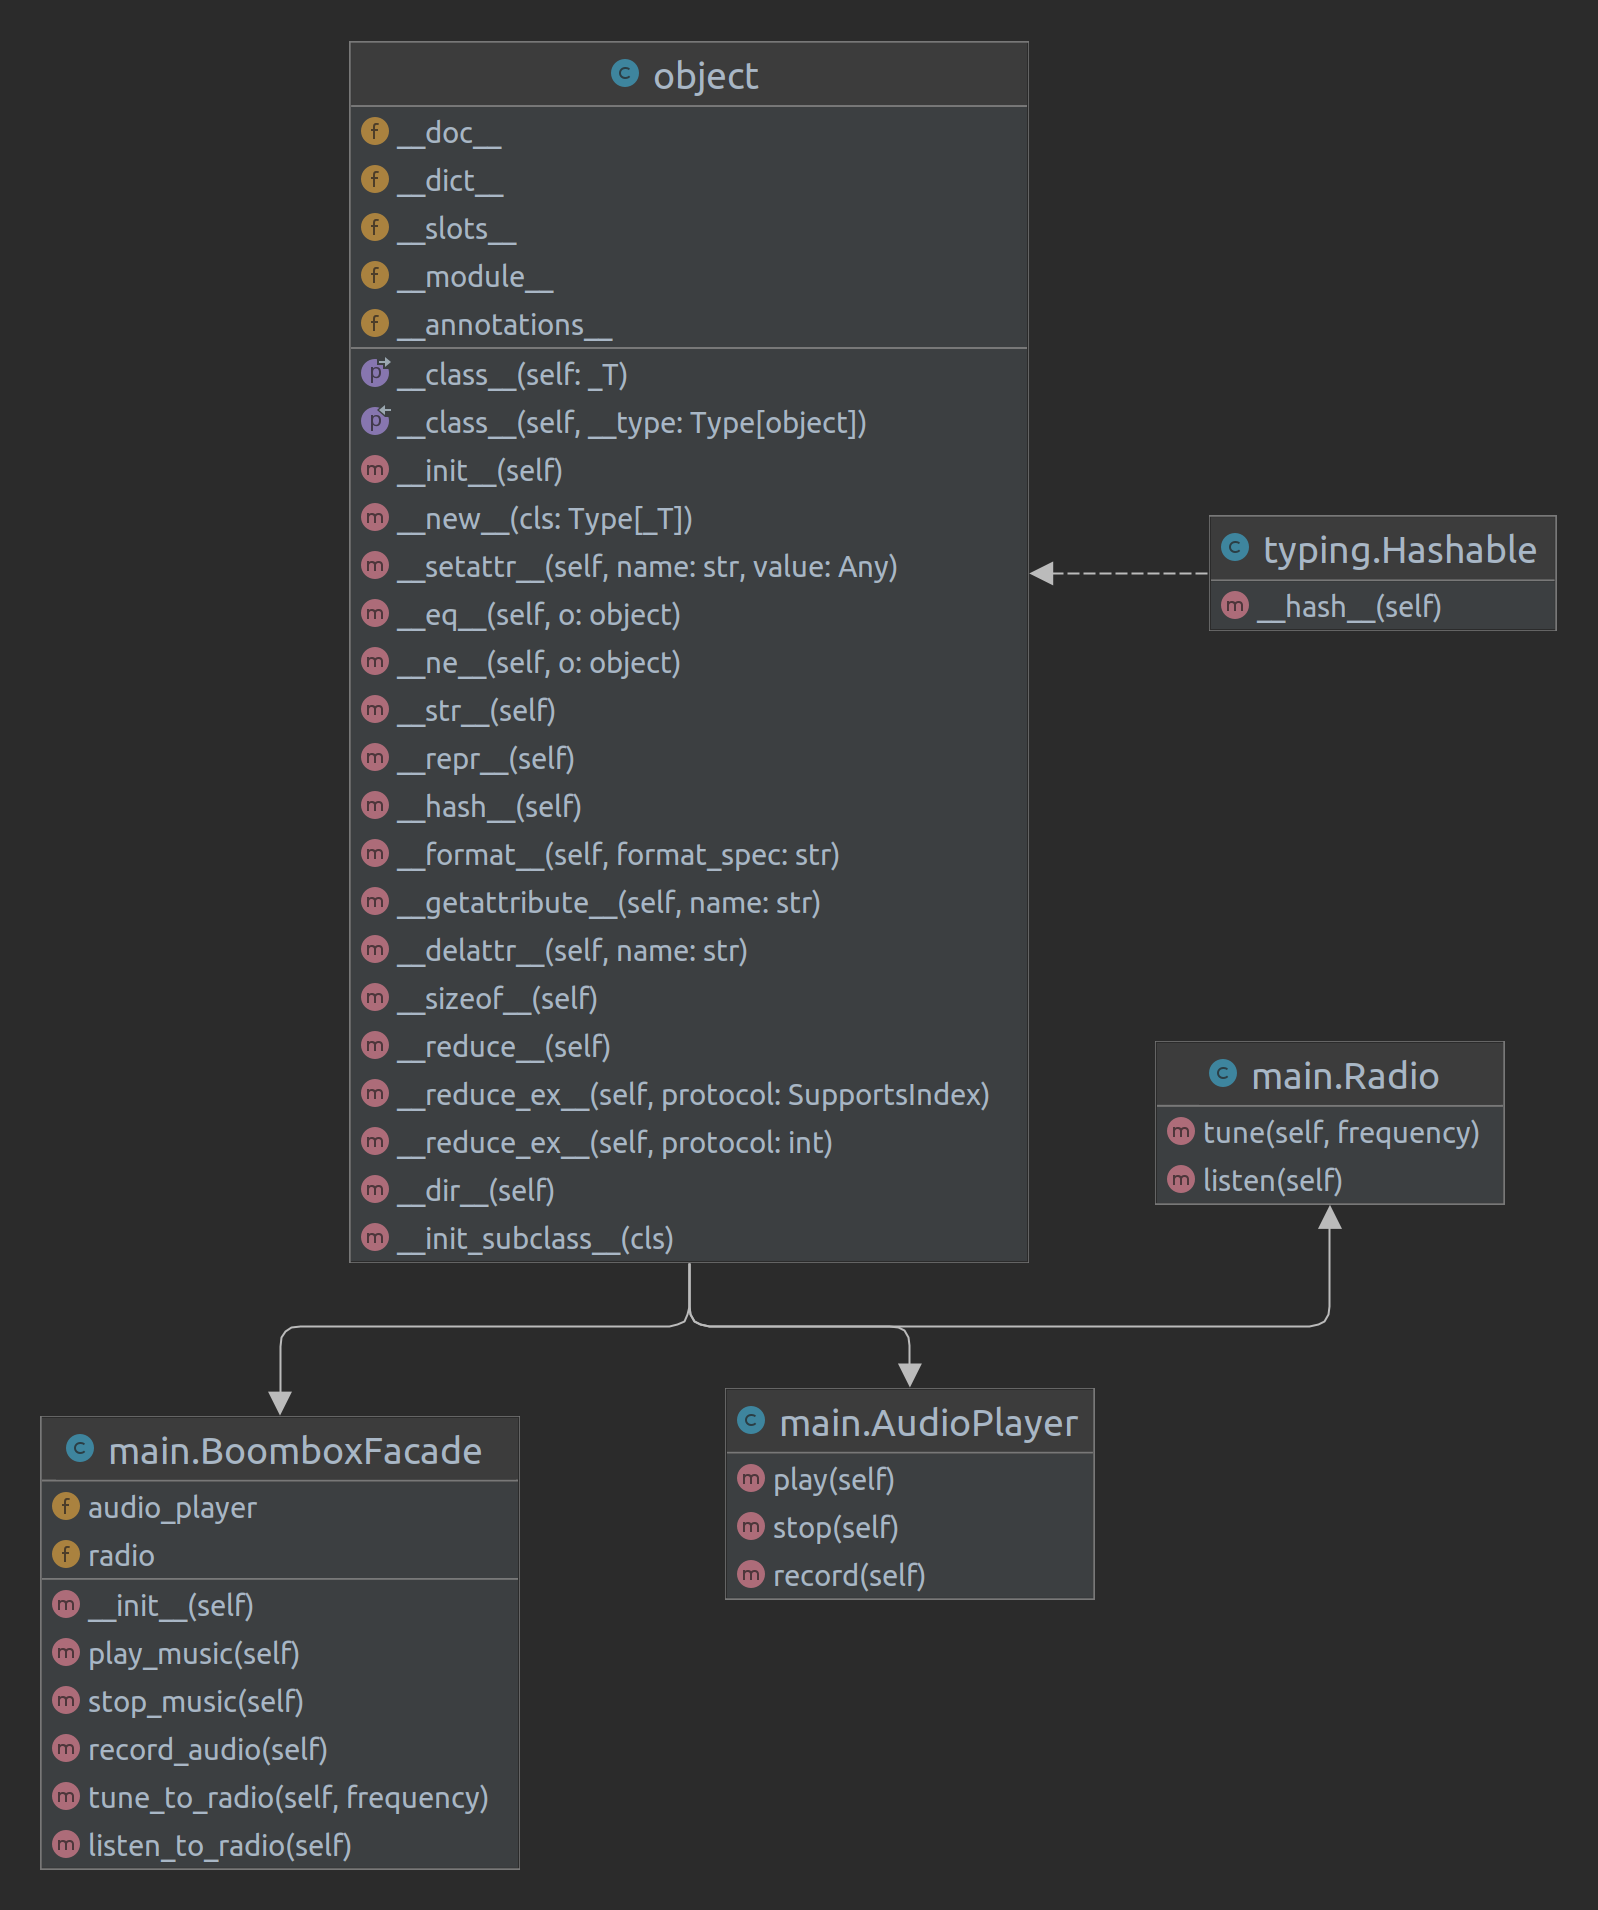 object
__doc__
__dict__
__slots__
__module__
__annotations__
__class__(self: _T)
__class__(self, __type: Type[object])
__init__(self)
__new__(cls: Type[_T])
__setattr__(self, name: str, value: Any)
__eq__(self, o: object)
__ne__(self, o: object)
__str__(self)
__repr__(self)
__hash__(self)
__format__(self, format_spec: str)
__getattribute__(self, name: str)
__delattr__(self, name: str)
__sizeof__(self)
__reduce__(self)
__reduce_ex__(self, protocol: SupportsIndex)
__reduce_ex__(self, protocol: int)
__dir__(self)
__init_subclass__(cls)
typing.Hashable
__hash__(self)
main.Radio
tune(self, frequency)
listen(self)
main.BoomboxFacade
audio_player
radio
__init__(self)
play_music(self)
stop_music(self)
record_audio(self)
tune_to_radio(self, frequency)
listen_to_radio(self)
main.AudioPlayer
play(self)
stop(self)
record(self)